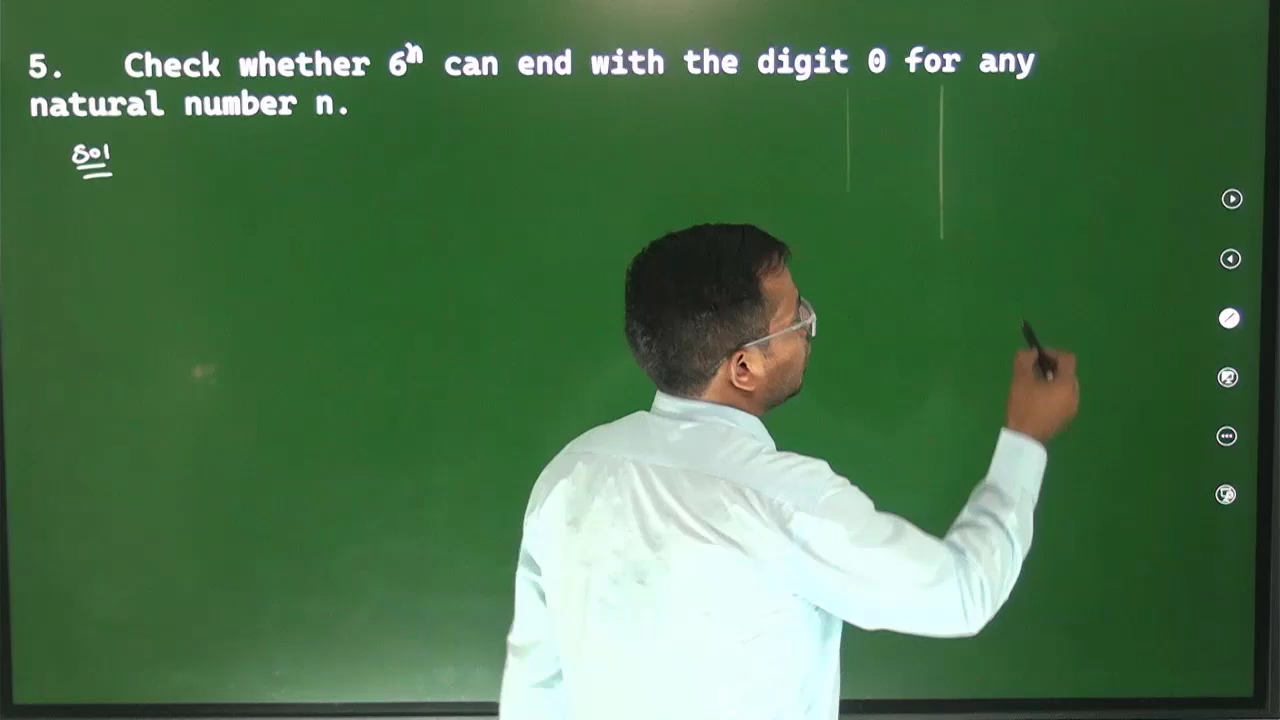 5. Check whether 6ⁿ can end with the digit 0 for any
natural number n.
Sol